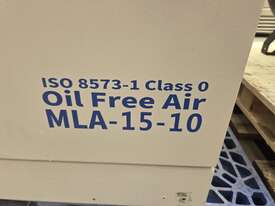 ISO 8573-1 Class 0
Oil Free Air
MLA-15-10